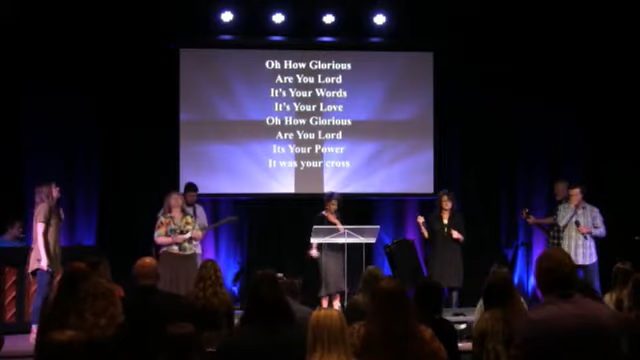 Oh How Glorious
Are You Lord
It's Your Words
It's Your Love
Oh How Glorious
Are You Lord
Its Your Power
It was your cross